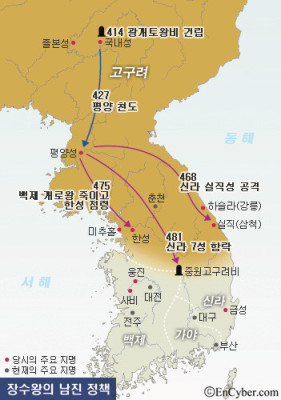 414 광개토왕비 건립
졸본성
국내성
고구려
427
평양 천도
동 해
평양성
468
신라 실직성 공격
475
백제 개로왕 죽이고
한성 점령
춘천
하슬라(강릉)
실직(삼척)
미추홀
한성
481
신라 7성 함락
중원고구려비
서 해
웅진
사비
대전
신라
금성
전주
대구
백제
가야
부산
당시의 주요 지명
현재의 주요 지명
장수왕의 남진 정책
©EnCyber.com